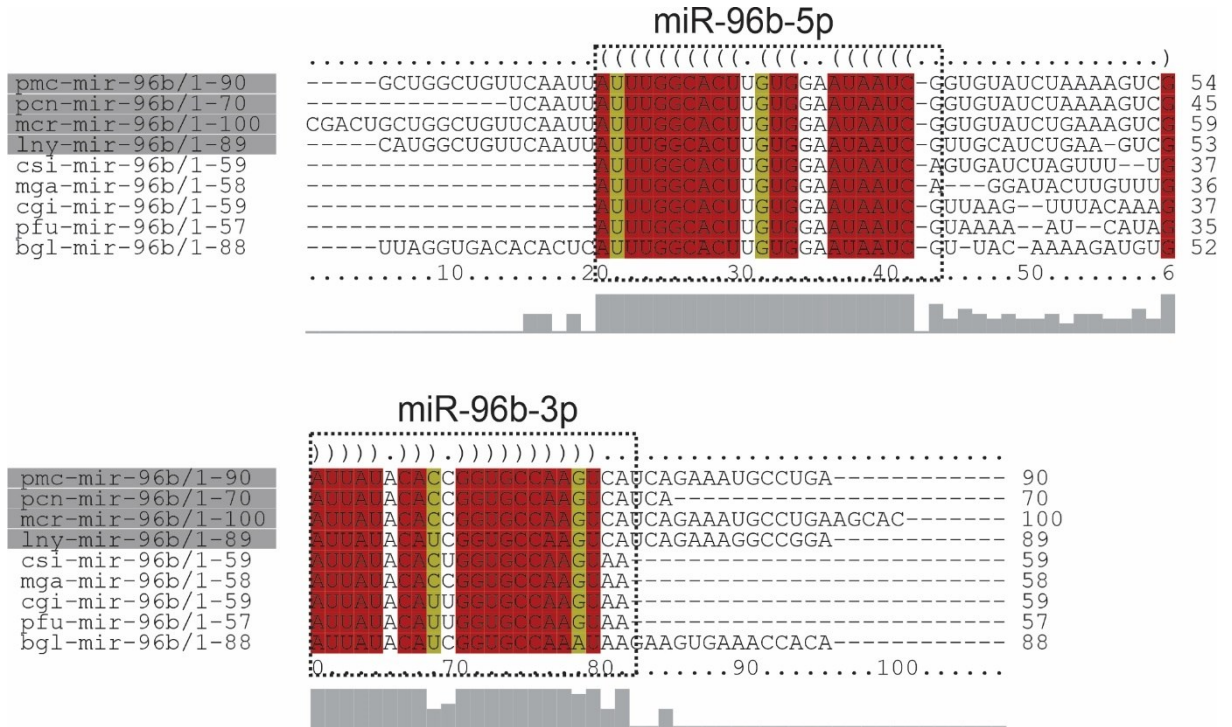 miR-96b-5p
....................((((((((((.(((..((((((.................)
pmc-mir-96b/1-90 -----GCUGGCUGUUCAAUUAUUUGGCACUUGUGGAAUAAUC-GGUGUAUCUAAAAGUCG 54
pcn-mir-96b/1-70 --------------UCAAUUAUUUGGCACUUGUGGAAUAAUC-GGUGUAUCUAAAAGUCG 45
mcr-mir-96b/1-100 CGACUGCUGGCUGUUCAAUUAUUUGGCACUUGUGGAAUAAUC-GGUGUAUCUGAAAGUCG 59
lny-mir-96b/1-89 -----CAUGGCUGUUCAAUUAUUUGGCACUUGUGGAAUAAUC-GUUGCAUCUGAA-GUCG 53
csi-mir-96b/1-59 --------------------AUUUGGCACUUGUGGAAUAAUC-AGUGAUCUAGUUU--UG 37
mga-mir-96b/1-58 --------------------AUUUGGCACUUGUGGAAUAAUC-A---GGAUACUUGUUUG 36
cgi-mir-96b/1-59 --------------------AUUUGGCACUUGUGGAAUAAUC-GUUAAG--UUUACAAAG 37
pfu-mir-96b/1-57 --------------------AUUUGGCACUUGUGGAAUAAUC-GUAAAA--AU--CAUAG 35
bgl-mir-96b/1-88 -----UUAGGUGACACACUCAUUUGGCACUUGUGGAAUAAUC-GU-UAC-AAAAGAUGUG 52
.........10........20........30........40........50........6
miR-96b-3p
))))).))).))))))))))............................
pmc-mir-96b/1-90 AUUAUACACCGGUGCCAAGUCAUCAGAAAUGCCUGA------------ 90
pcn-mir-96b/1-70 AUUAUACACCGGUGCCAAGUCAUCA----------------------- 70
mcr-mir-96b/1-100 AUUAUACACCGGUGCCAAGUCAUCAGAAAUGCCUGAAGCAC------- 100
lny-mir-96b/1-89 AUUAUACAUCGGUGCCAAGUCAUCAGAAAGGCCGGA------------ 89
csi-mir-96b/1-59 AUUAUACACUGGUGCCAAGUAA-------------------------- 59
mga-mir-96b/1-58 AUUAUACACCGGUGCCAAGUAA-------------------------- 58
cgi-mir-96b/1-59 AUUAUACAUUGGUGCCAAGUAA-------------------------- 59
pfu-mir-96b/1-57 AUUAUACAUUGGUGCCAAGUAA-------------------------- 57
bgl-mir-96b/1-88 AUUAUACAUCGGUGCCAAAUAAGAAGUGAAACCACA------------ 88
0........70........80........90........100.......